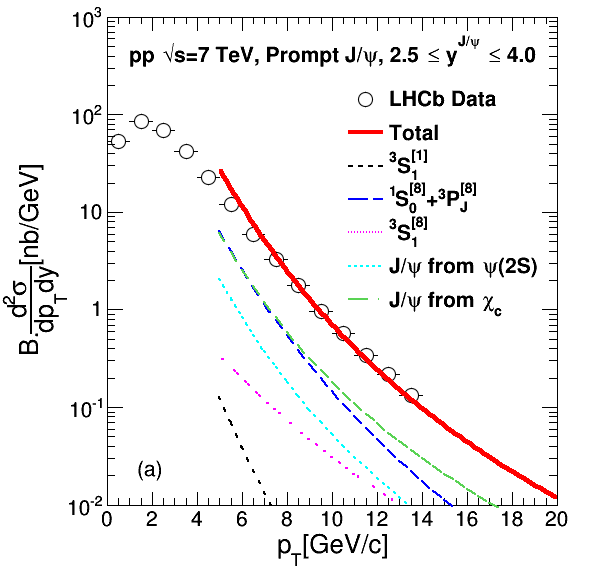 pp √s=7 TeV, Prompt J/ψ, 2.5 ≤ y^{J/ψ} ≤ 4.0
LHCb Data
Total
³S₁^{[1]}
¹S₀^{[8]}+³P_J^{[8]}
³S₁^{[8]}
J/ψ from ψ(2S)
J/ψ from χ_c
B·d²σ/dp_Tdy[nb/GeV]
10³
10²
10
1
10⁻¹
10⁻²
(a)
0 2 4 6 8 10 12 14 16 18 20
p_T[GeV/c]